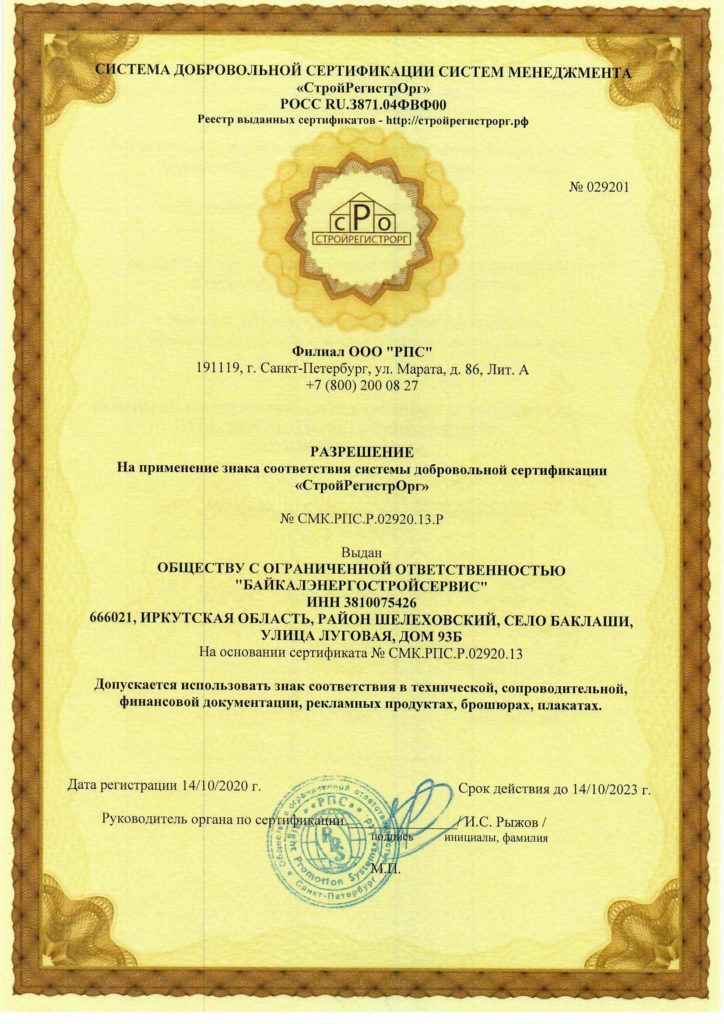 СИСТЕМА ДОБРОВОЛЬНОЙ СЕРТИФИКАЦИИ СИСТЕМ МЕНЕДЖМЕНТА
«СтройРегистрОрг»
РОСС RU.З871.04ФВФ00
Реестр выданных сертификатов - http://стройрегистрорг.рф
№ 029201
СРО
СТРОЙРЕГИСТРОРГ
Филиал ООО "РПС"
191119, г. Санкт-Петербург, ул. Марата, д. 86, Лит. А
+7 (800) 200 08 27
РАЗРЕШЕНИЕ
На применение знака соответствия системы добровольной сертификации
«СтройРегистрОрг»
№ СМК.РПС.Р.02920.13.Р
Выдан
ОБЩЕСТВУ С ОГРАНИЧЕННОЙ ОТВЕТСТВЕННОСТЬЮ
"БАЙКАЛЭНЕРГОСТРОЙСЕРВИС"
ИНН 3810075426
666021, ИРКУТСКАЯ ОБЛАСТЬ, РАЙОН ШЕЛЕХОВСКИЙ, СЕЛО БАКЛАШИ,
УЛИЦА ЛУГОВАЯ, ДОМ 93Б
На основании сертификата № СМК.РПС.Р.02920.13
Допускается использовать знак соответствия в технической, сопроводительной,
финансовой документации, рекламных продуктах, брошюрах, плакатах.
Дата регистрации 14/10/2020 г.
Срок действия до 14/10/2023 г.
Руководитель органа по сертификации
/ И.С. Рыжов /
подпись
инициалы, фамилия
М.П.
«РПС»
RPS
Promotion Systems
Санкт-Петербург